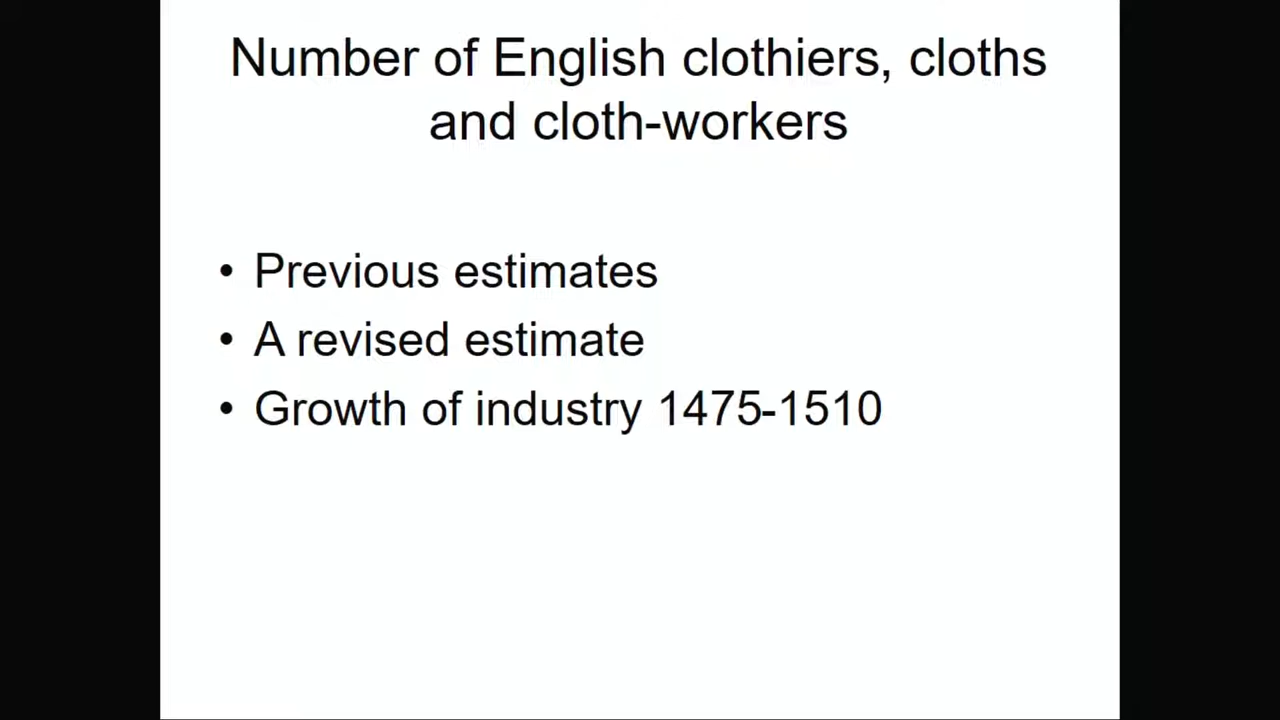 Number of English clothiers, cloths
and cloth-workers
• Previous estimates
• A revised estimate
• Growth of industry 1475-1510